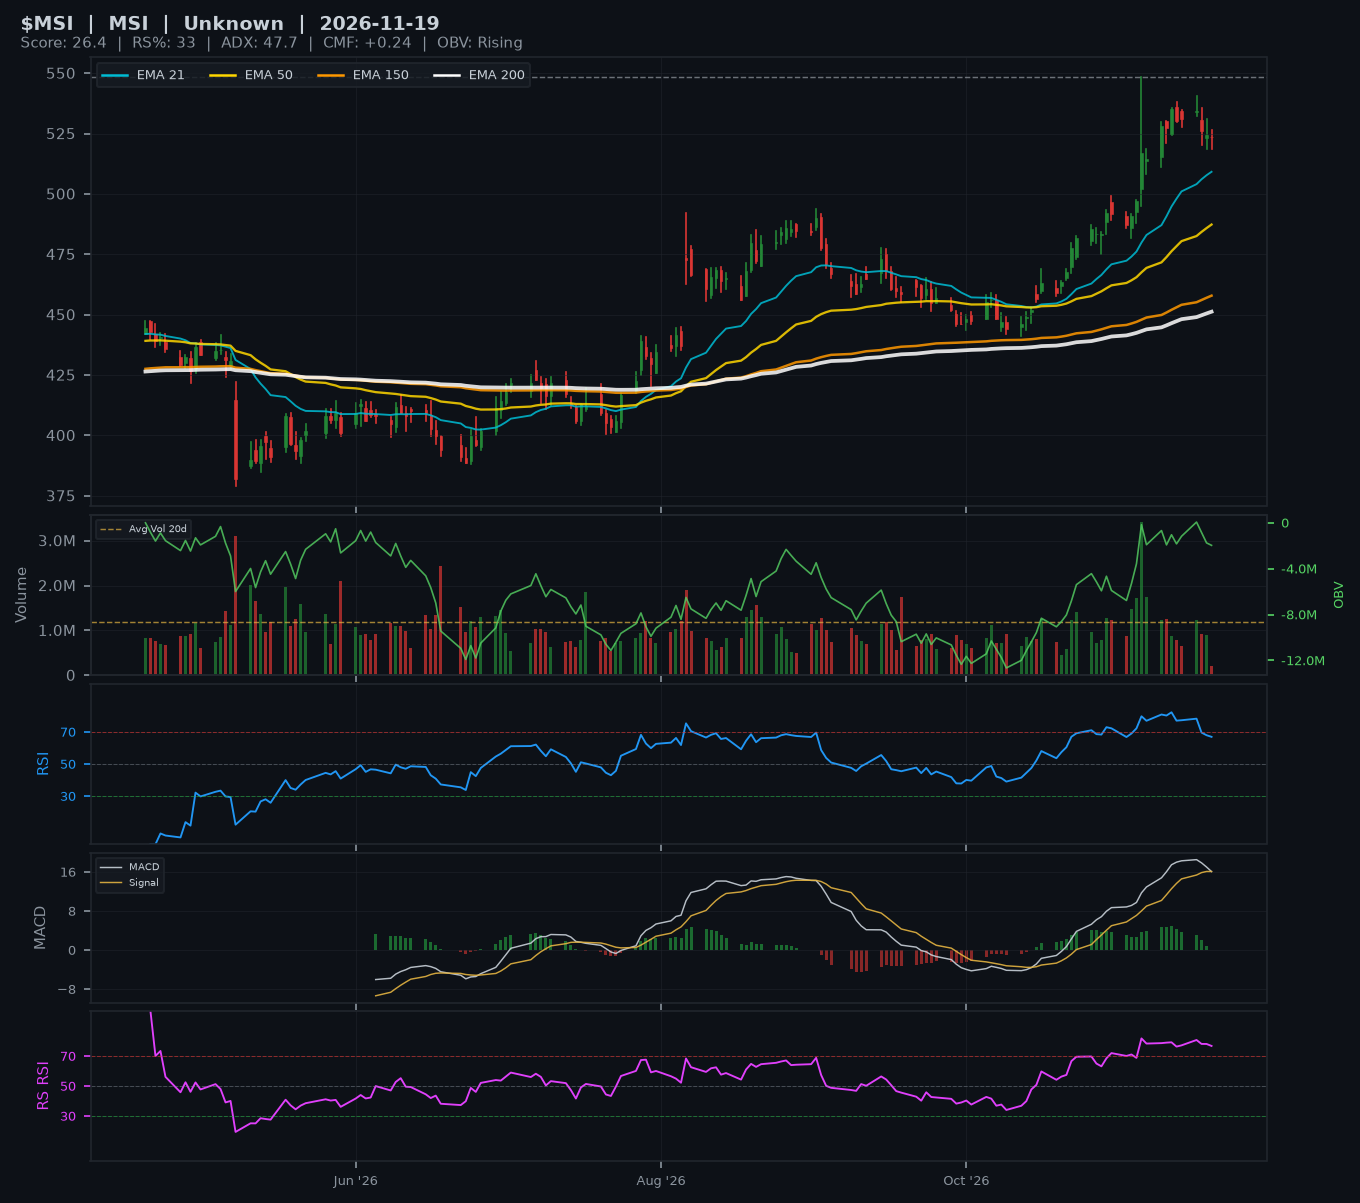 $MSI | MSI | Unknown | 2026-11-19
Score: 26.4 | RS%: 33 | ADX: 47.7 | CMF: +0.24 | OBV: Rising
EMA 21 EMA 50 EMA 150 EMA 200
550
525
500
475
450
425
400
375
Avg Vol 20d
Volume
3.0M
2.0M
1.0M
0
0
-4.0M
-8.0M
-12.0M
OBV
RSI
70
50
30
MACD
Signal
MACD
16
8
0
−8
RS RSI
70
50
30
Jun '26 Aug '26 Oct '26